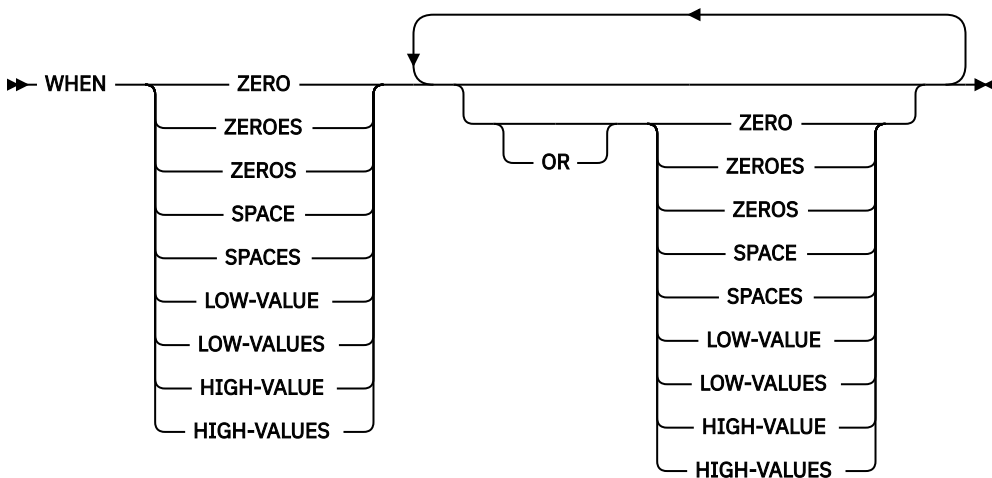 WHEN
ZERO
ZEROES
ZEROS
SPACE
SPACES
LOW-VALUE
LOW-VALUES
HIGH-VALUE
HIGH-VALUES
OR
ZERO
ZEROES
ZEROS
SPACE
SPACES
LOW-VALUE
LOW-VALUES
HIGH-VALUE
HIGH-VALUES